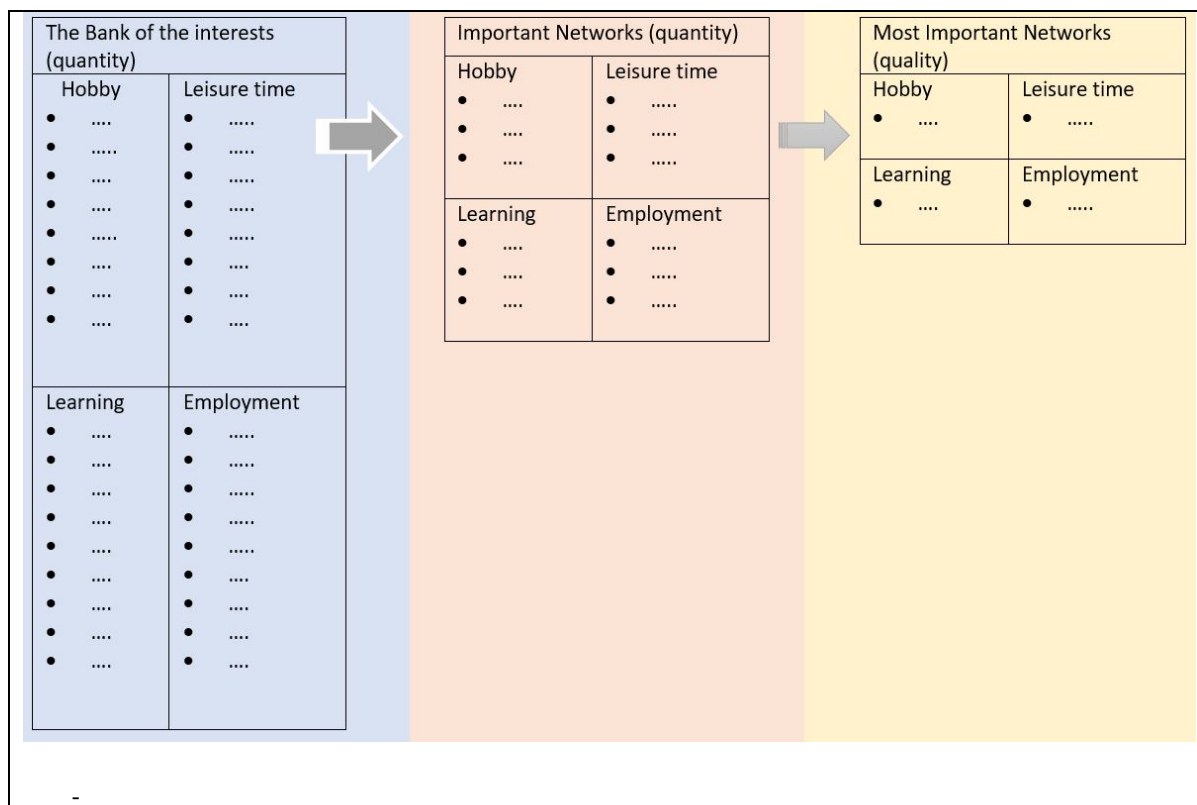 The Bank of the interests
(quantity)
Hobby Leisure time
• .... • .....
• ..... • .....
• .... • .....
• .... • .....
• ..... • .....
• .... • ....
• .... • ....
• .... • ....
Learning Employment
• .... • .....
• .... • .....
• .... • .....
• .... • .....
• .... • .....
• .... • ....
• .... • ....
• .... • ....
• .... • ....
Important Networks (quantity)
Hobby Leisure time
• .... • .....
• .... • .....
• .... • .....
Learning Employment
• .... • .....
• .... • .....
• .... • .....
Most Important Networks
(quality)
Hobby Leisure time
• .... • .....
Learning Employment
• .... • .....
-